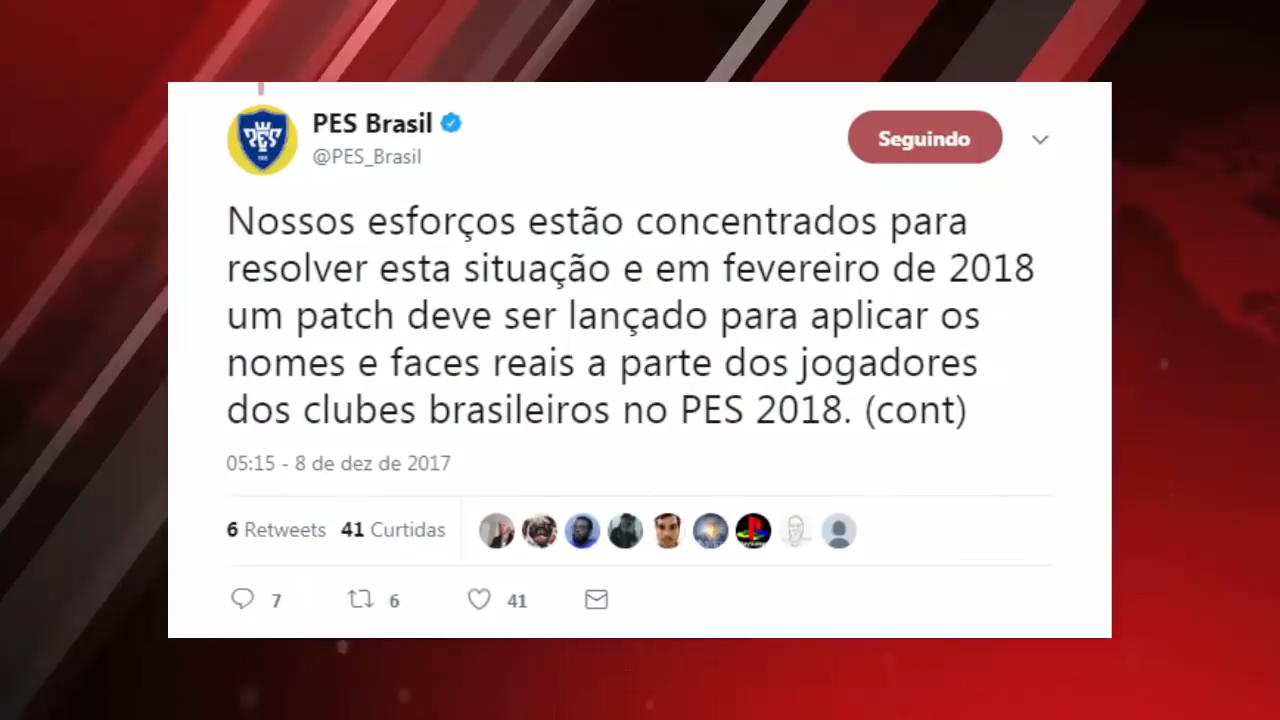 PES Brasil
@PES_Brasil
Seguindo
Nossos esforços estão concentrados para
resolver esta situação e em fevereiro de 2018
um patch deve ser lançado para aplicar os
nomes e faces reais a parte dos jogadores
dos clubes brasileiros no PES 2018. (cont)
05:15 - 8 de dez de 2017
6 Retweets 41 Curtidas
7 6 41